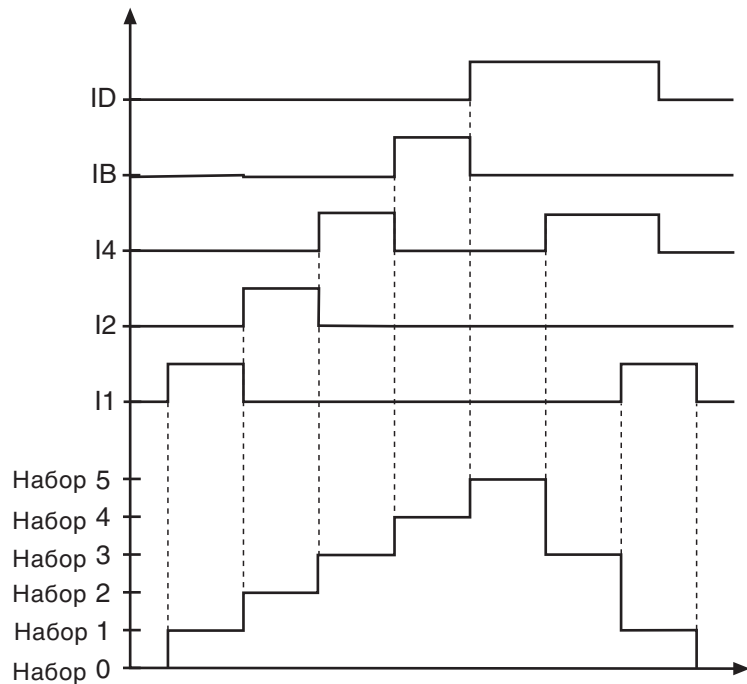 ID
IB
I4
I2
I1
Набор 5
Набор 4
Набор 3
Набор 2
Набор 1
Набор 0